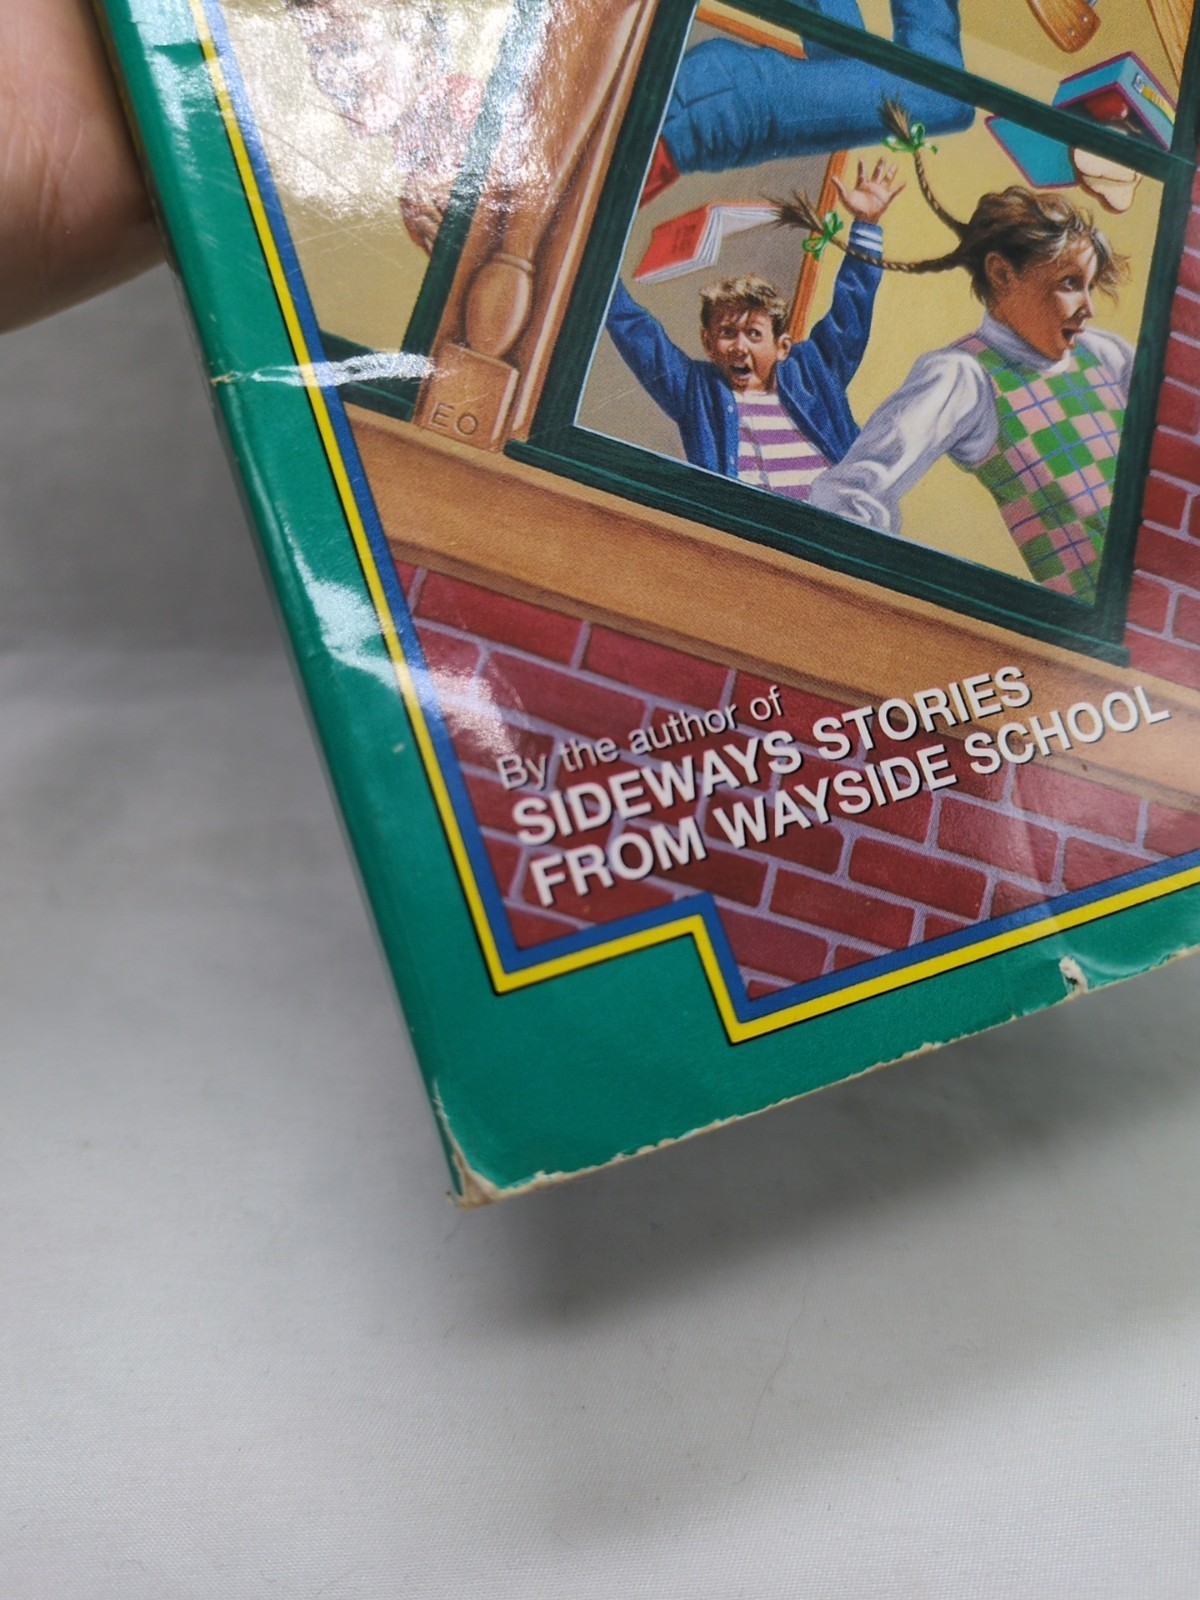 EO
By the author of
SIDEWAYS STORIES
FROM WAYSIDE SCHOOL